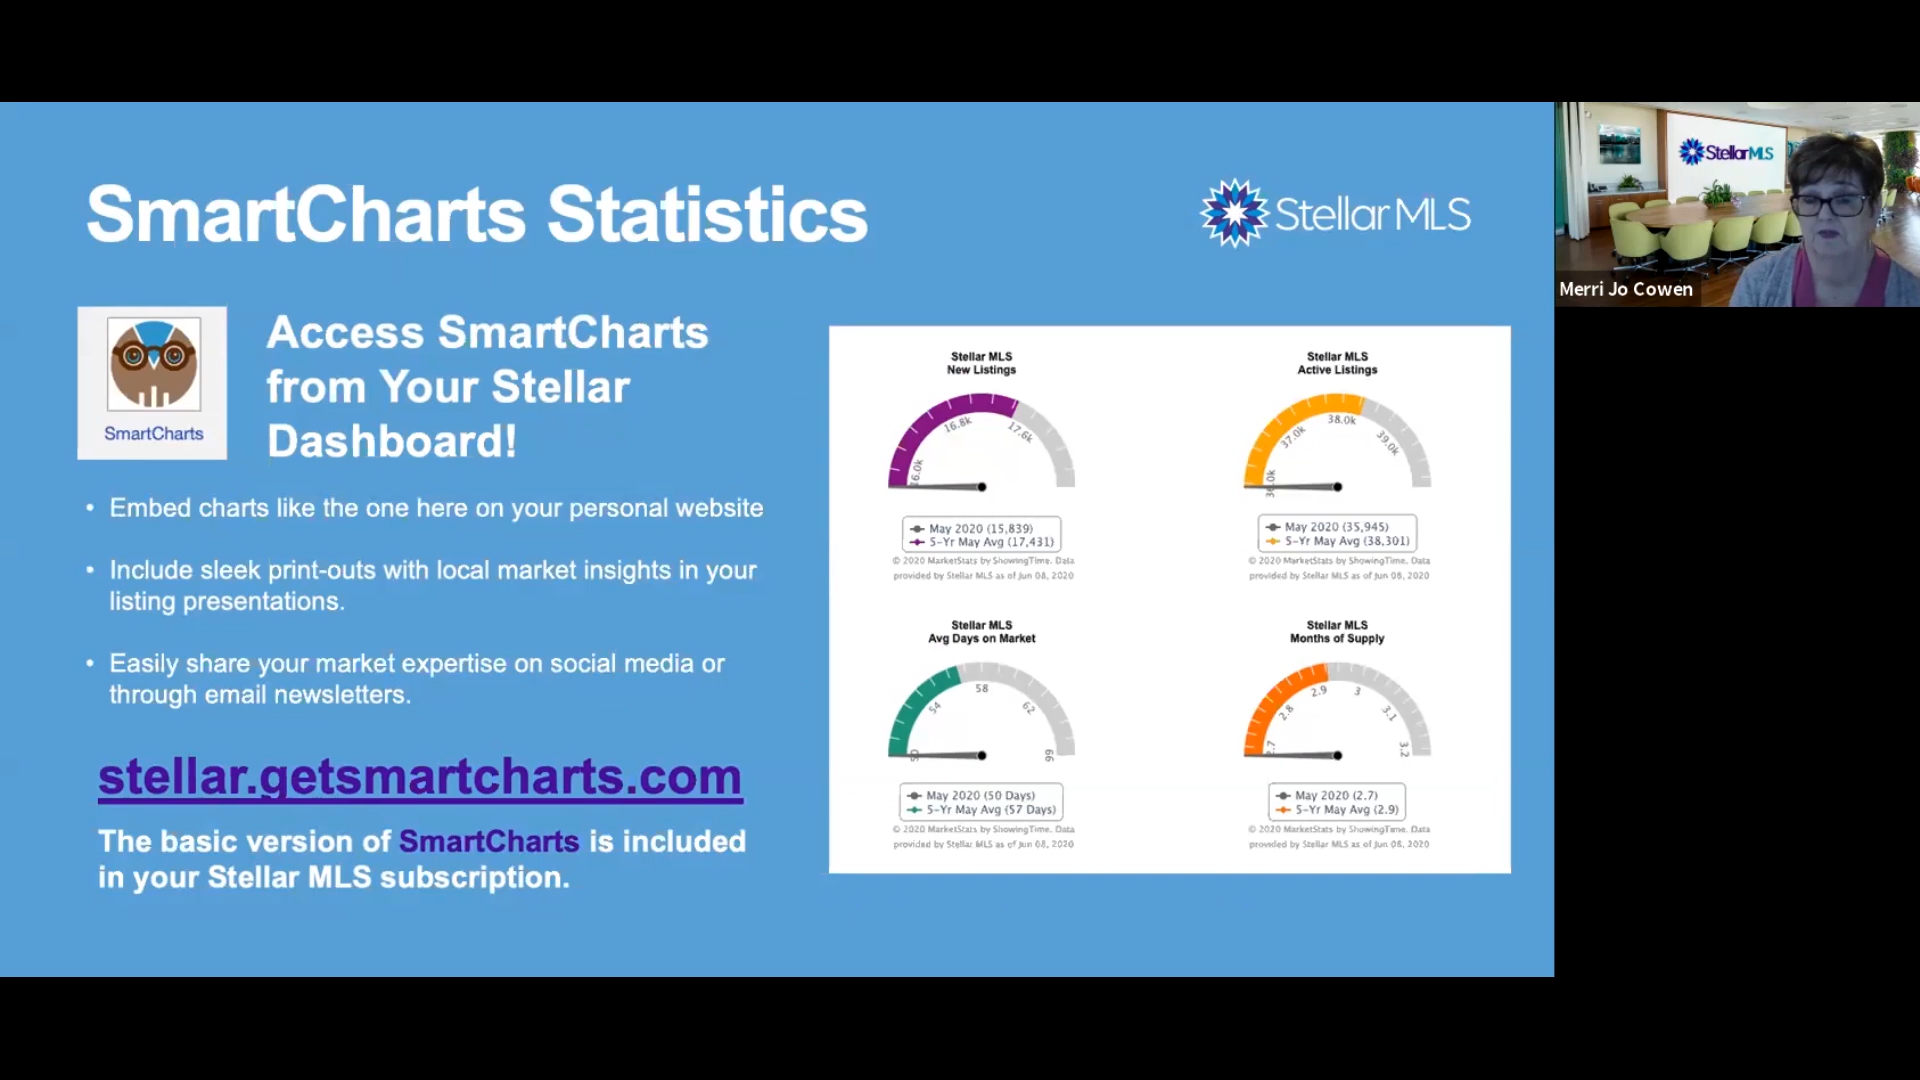 SmartCharts Statistics
StellarMLS
StellarMLS
Merri Jo Cowen
SmartCharts
Access SmartCharts
from Your Stellar
Dashboard!
• Embed charts like the one here on your personal website
• Include sleek print-outs with local market insights in your
listing presentations.
• Easily share your market expertise on social media or
through email newsletters.
stellar.getsmartcharts.com
The basic version of SmartCharts is included
in your Stellar MLS subscription.
Stellar MLS
New Listings
16.0k
16.8k
17.6k
May 2020 (15,839)
5-Yr May Avg (17,431)
© 2020 MarketStats by ShowingTime. Data
provided by Stellar MLS as of Jun 08, 2020
Stellar MLS
Active Listings
36.0k
37.0k
38.0k
39.0k
May 2020 (35,945)
5-Yr May Avg (38,301)
© 2020 MarketStats by ShowingTime. Data
provided by Stellar MLS as of Jun 08, 2020
Stellar MLS
Avg Days on Market
50
54
58
62
66
May 2020 (50 Days)
5-Yr May Avg (57 Days)
© 2020 MarketStats by ShowingTime. Data
provided by Stellar MLS as of Jun 08, 2020
Stellar MLS
Months of Supply
2.7
2.8
2.9
3
3.1
3.2
May 2020 (2.7)
5-Yr May Avg (2.9)
© 2020 MarketStats by ShowingTime. Data
provided by Stellar MLS as of Jun 08, 2020